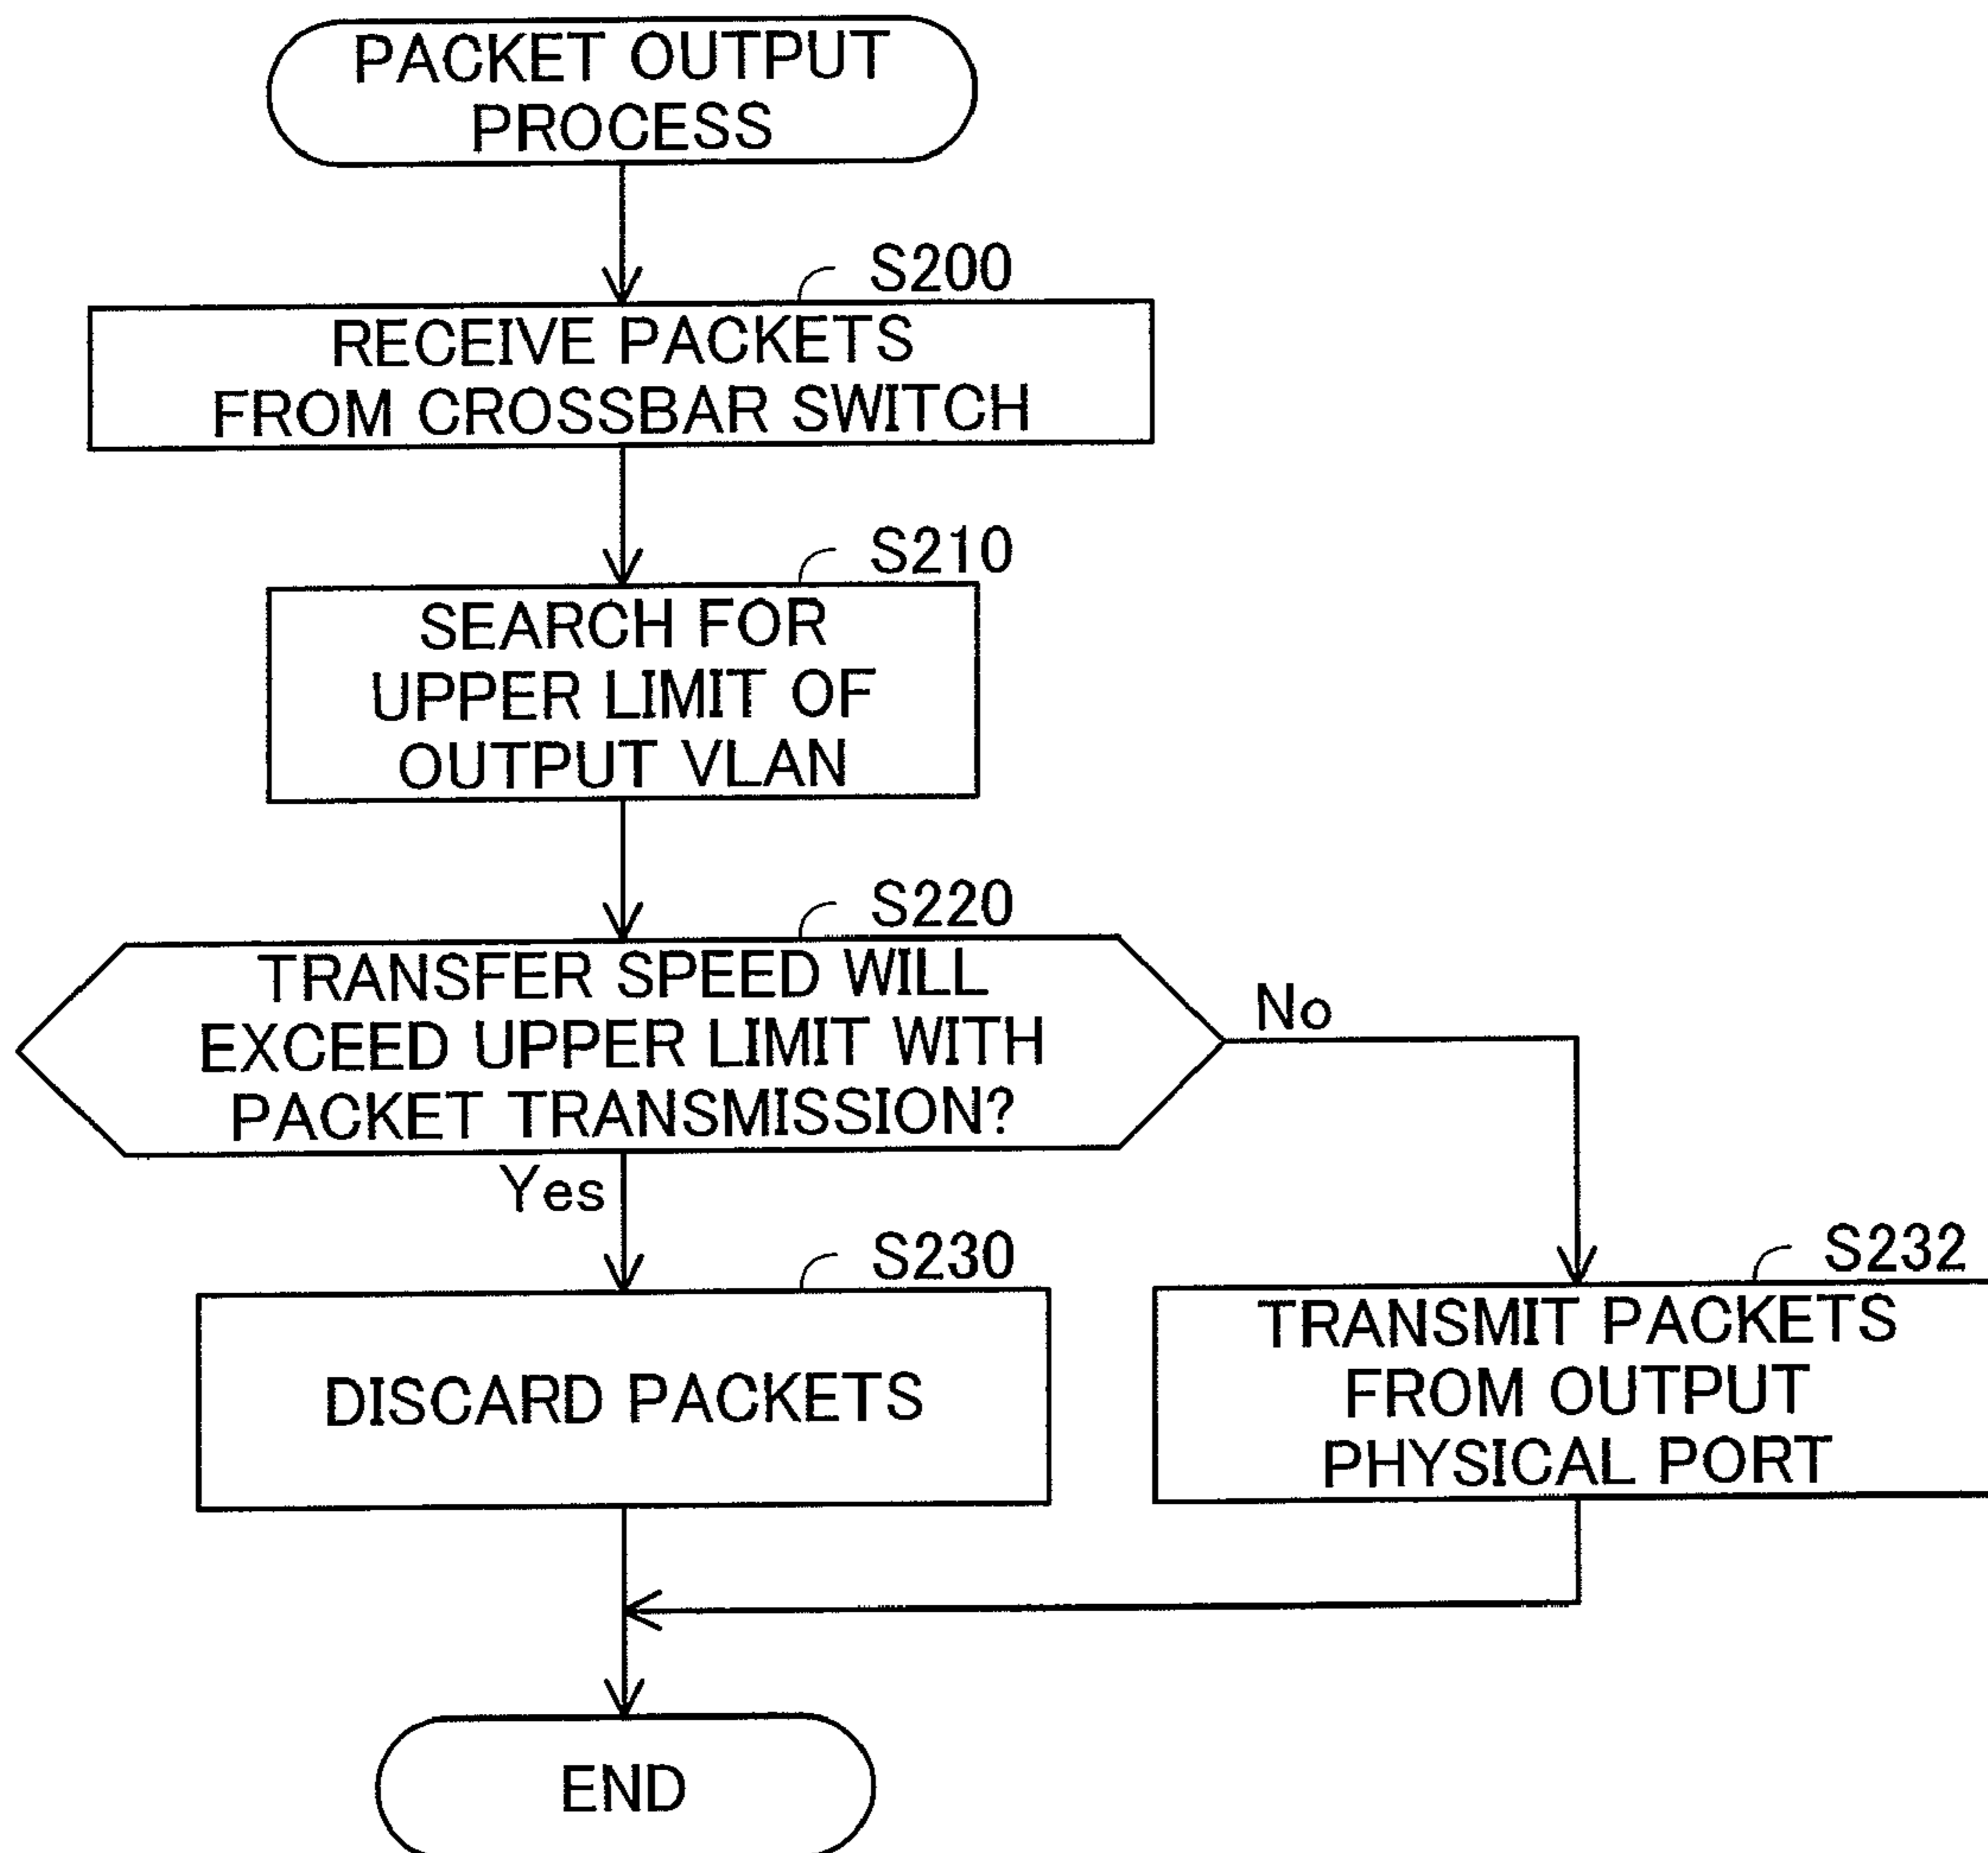 PACKET OUTPUT
PROCESS
S200
RECEIVE PACKETS
FROM CROSSBAR SWITCH
S210
SEARCH FOR
UPPER LIMIT OF
OUTPUT VLAN
S220
TRANSFER SPEED WILL
EXCEED UPPER LIMIT WITH
PACKET TRANSMISSION?
No
Yes
S230
DISCARD PACKETS
S232
TRANSMIT PACKETS
FROM OUTPUT
PHYSICAL PORT
END